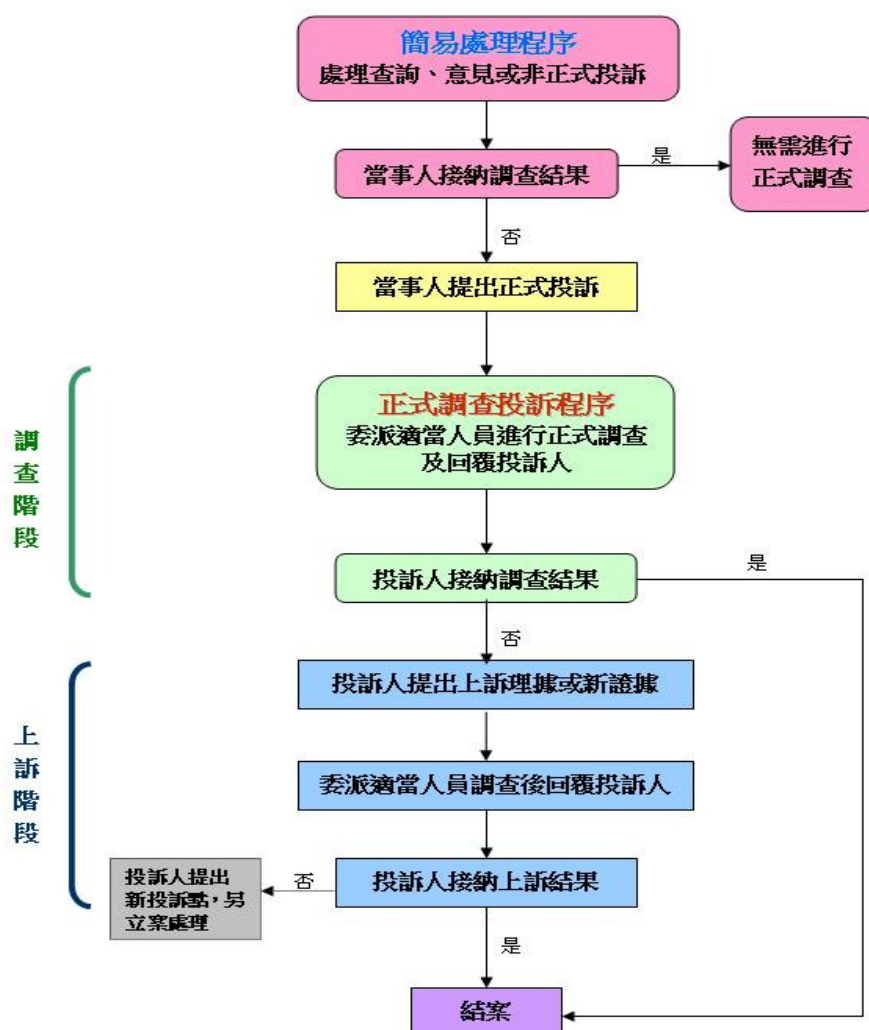 簡易處理程序
處理查詢、意見或非正式投訴
當事人接納調查結果
是
無需進行
正式調查
否
當事人提出正式投訴
調
查
階
段
正式調查投訴程序
委派適當人員進行正式調查
及回覆投訴人
投訴人接納調查結果
是
否
上
訴
階
段
投訴人提出上訴理據或新證據
委派適當人員調查後回覆投訴人
投訴人接納上訴結果
否
投訴人提出
新投訴點,另
立案處理
是
結案